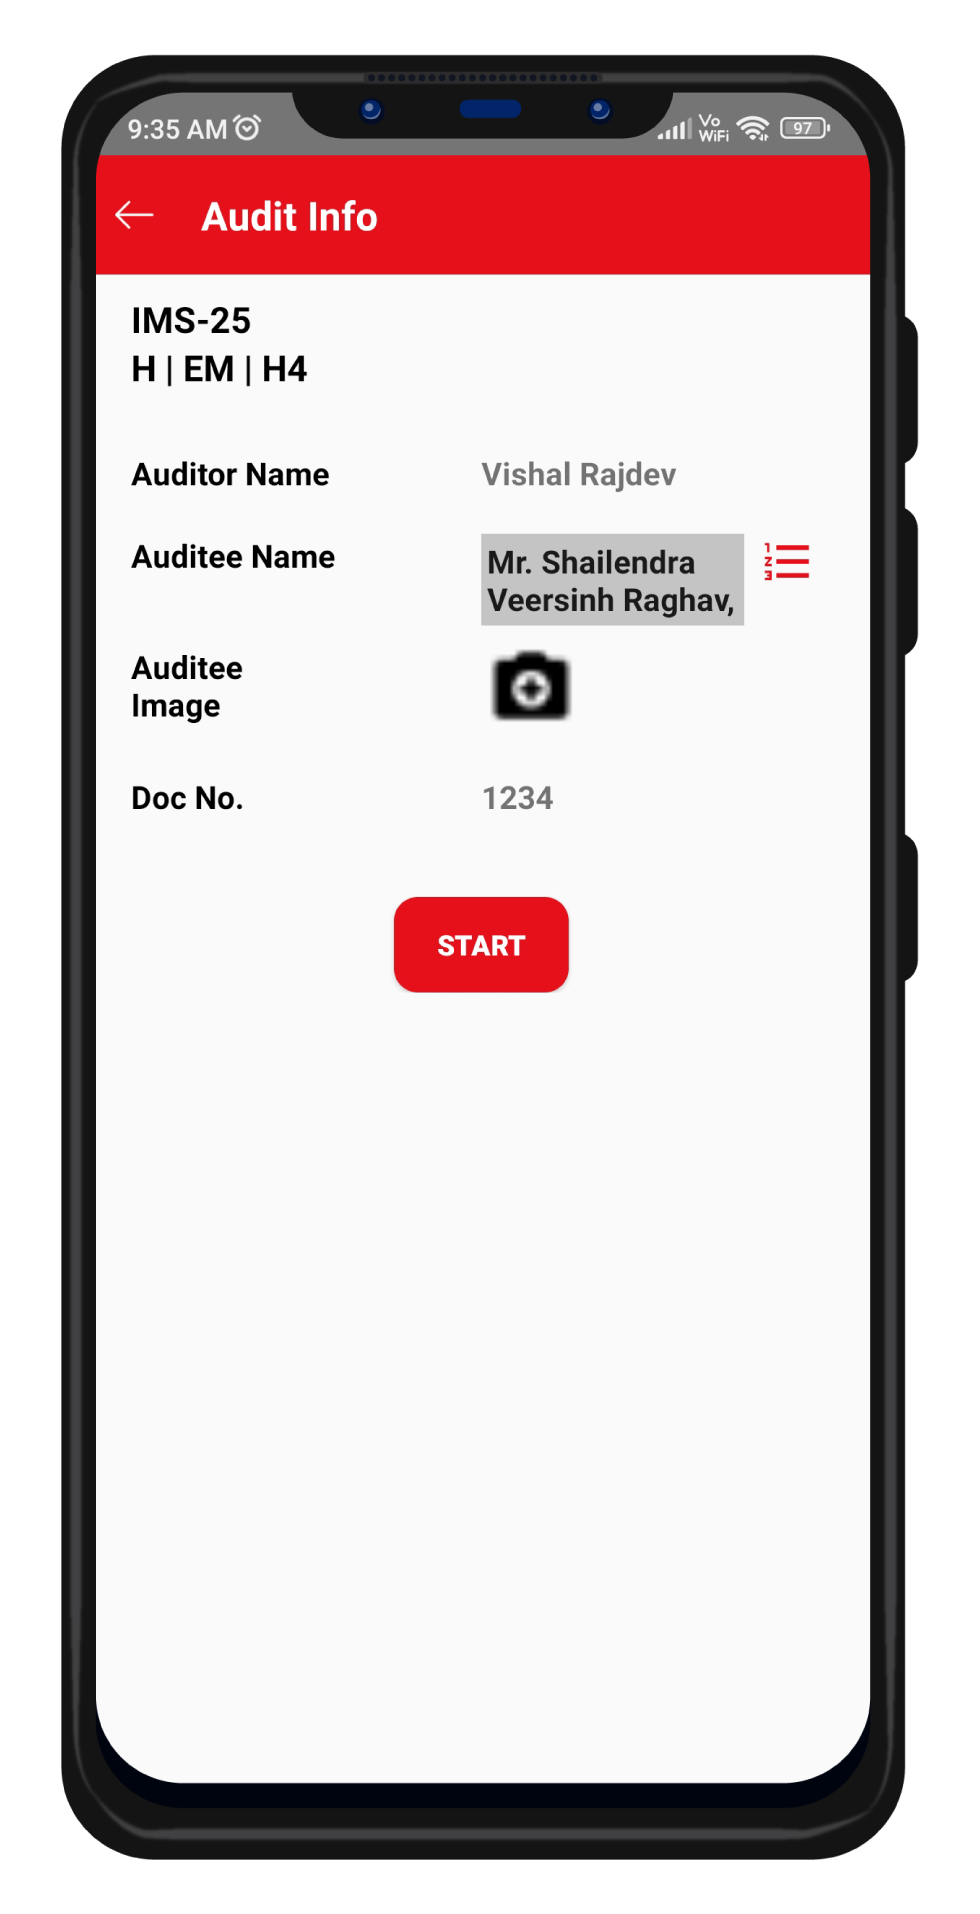 9:35 AM
Vo
WiFi
97
Audit Info
IMS-25
H | EM | H4
Auditor Name
Vishal Rajdev
Auditee Name
Mr. Shailendra
Veersinh Raghav,
1
2
3
Auditee
Image
Doc No.
1234
START